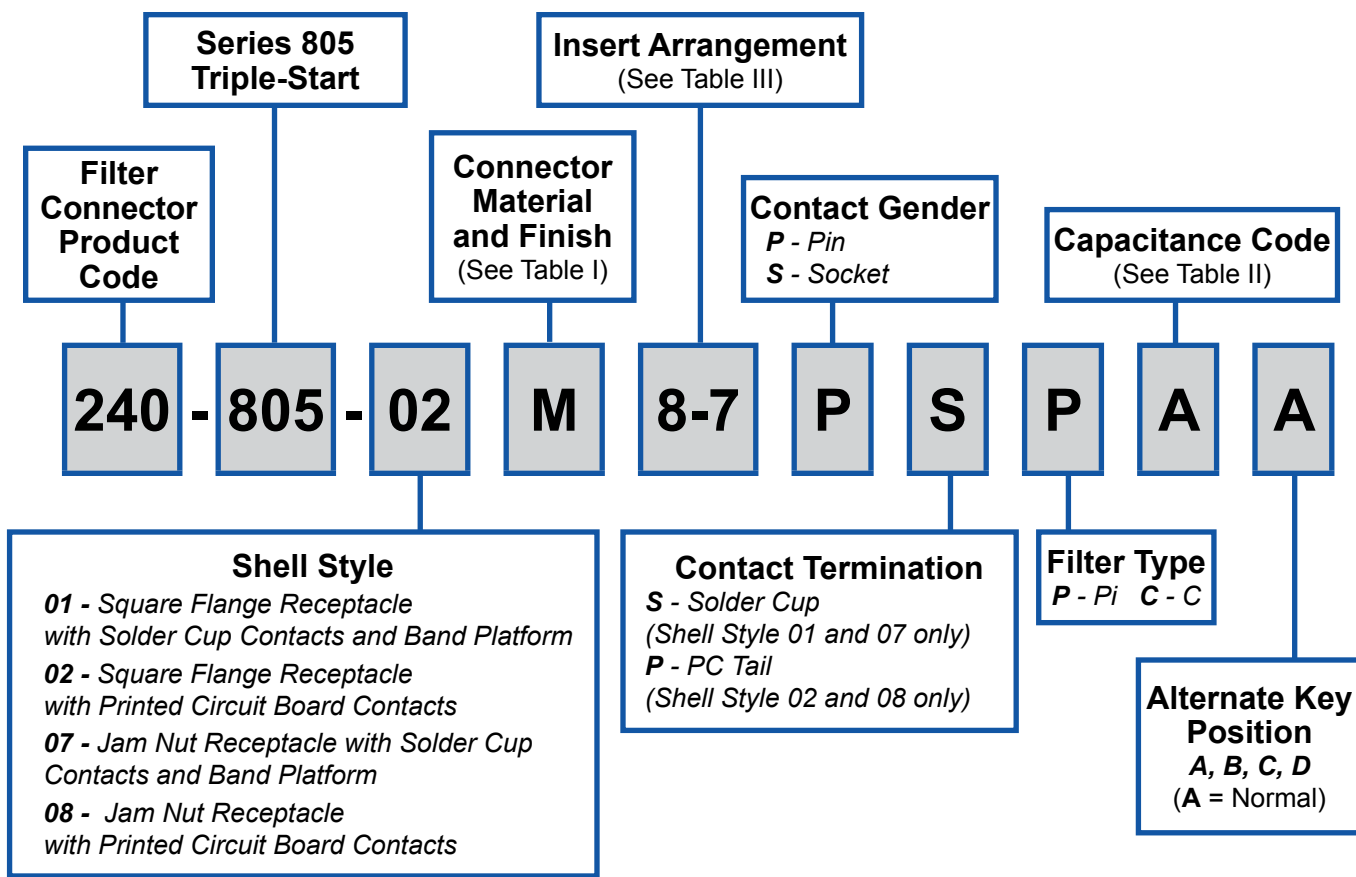 Series 805
Triple-Start
Insert Arrangement
(See Table III)
Filter
Connector
Product
Code
Connector
Material
and Finish
(See Table I)
Contact Gender
P - Pin
S - Socket
Capacitance Code
(See Table II)
240 - 805 - 02 M 8-7 P S P A A
Shell Style
01 - Square Flange Receptacle
with Solder Cup Contacts and Band Platform
02 - Square Flange Receptacle
with Printed Circuit Board Contacts
07 - Jam Nut Receptacle with Solder Cup
Contacts and Band Platform
08 - Jam Nut Receptacle
with Printed Circuit Board Contacts
Contact Termination
S - Solder Cup
(Shell Style 01 and 07 only)
P - PC Tail
(Shell Style 02 and 08 only)
Filter Type
P - Pi C - C
Alternate Key
Position
A, B, C, D
(A = Normal)